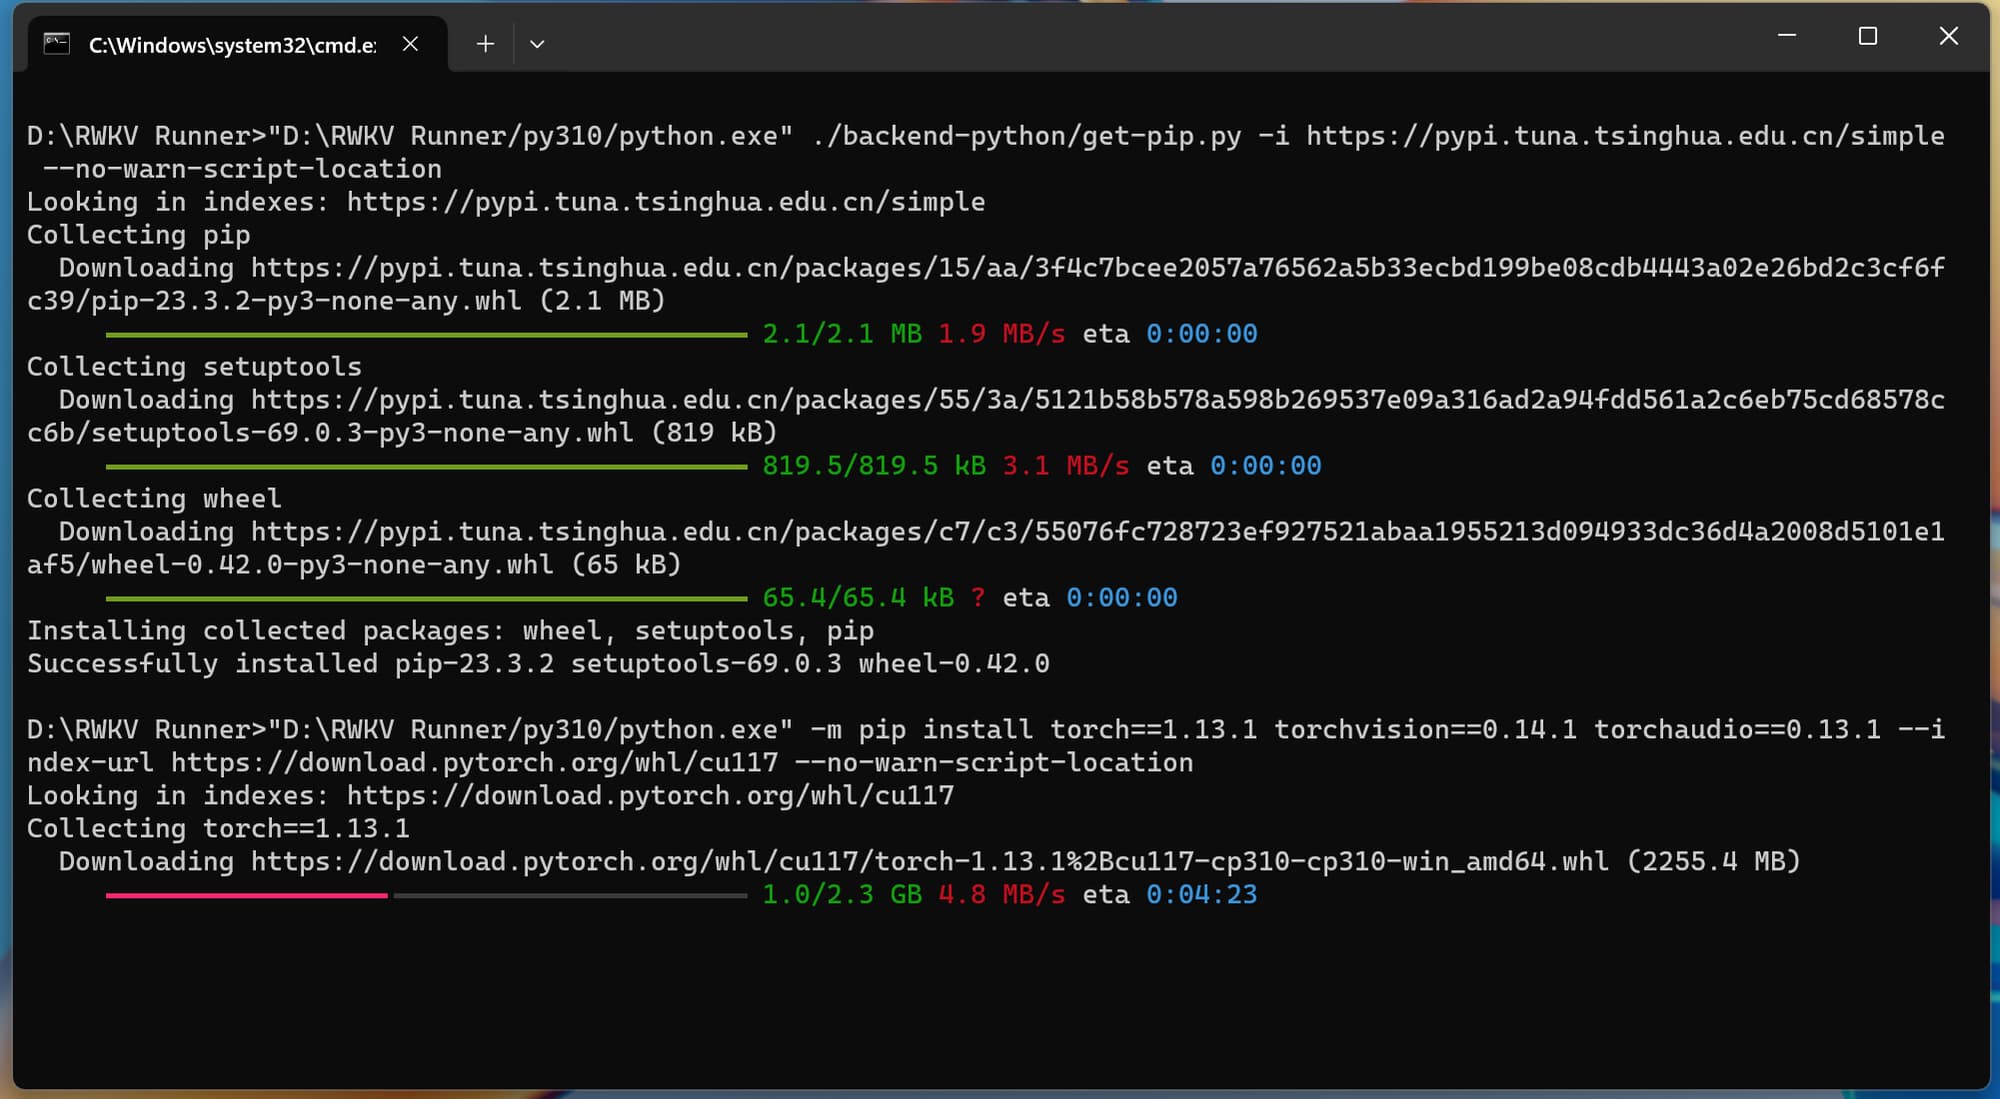 C:\Windows\system32\cmd.e
D:\RWKV Runner>"D:\RWKV Runner/py310/python.exe" ./backend-python/get-pip.py -i https://pypi.tuna.tsinghua.edu.cn/simple
--no-warn-script-location
Looking in indexes: https://pypi.tuna.tsinghua.edu.cn/simple
Collecting pip
Downloading https://pypi.tuna.tsinghua.edu.cn/packages/15/aa/3f4c7bcee2057a76562a5b33ecbd199be08cdb4443a02e26bd2c3cf6f
c39/pip-23.3.2-py3-none-any.whl (2.1 MB)
2.1/2.1 MB 1.9 MB/s eta 0:00:00
Collecting setuptools
Downloading https://pypi.tuna.tsinghua.edu.cn/packages/55/3a/5121b58b578a598b269537e09a316ad2a94fdd561a2c6eb75cd68578c
c6b/setuptools-69.0.3-py3-none-any.whl (819 kB)
819.5/819.5 kB 3.1 MB/s eta 0:00:00
Collecting wheel
Downloading https://pypi.tuna.tsinghua.edu.cn/packages/c7/c3/55076fc728723ef927521abaa1955213d094933dc36d4a2008d5101e1
af5/wheel-0.42.0-py3-none-any.whl (65 kB)
65.4/65.4 kB ? eta 0:00:00
Installing collected packages: wheel, setuptools, pip
Successfully installed pip-23.3.2 setuptools-69.0.3 wheel-0.42.0
D:\RWKV Runner>"D:\RWKV Runner/py310/python.exe" -m pip install torch==1.13.1 torchvision==0.14.1 torchaudio==0.13.1 --i
ndex-url https://download.pytorch.org/whl/cu117 --no-warn-script-location
Looking in indexes: https://download.pytorch.org/whl/cu117
Collecting torch==1.13.1
Downloading https://download.pytorch.org/whl/cu117/torch-1.13.1%2Bcu117-cp310-cp310-win_amd64.whl (2255.4 MB)
1.0/2.3 GB 4.8 MB/s eta 0:04:23